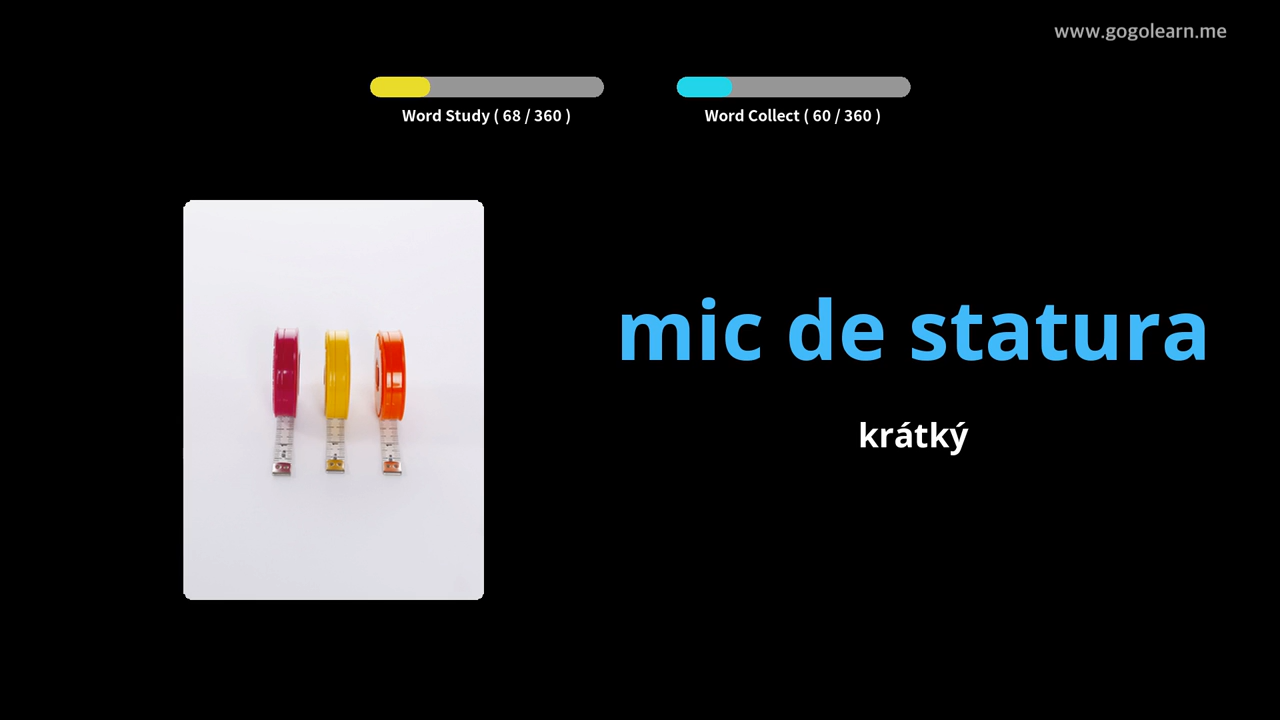 www.gogolearn.me
Word Study ( 68 / 360 )
Word Collect ( 60 / 360 )
mic de statura
krátký